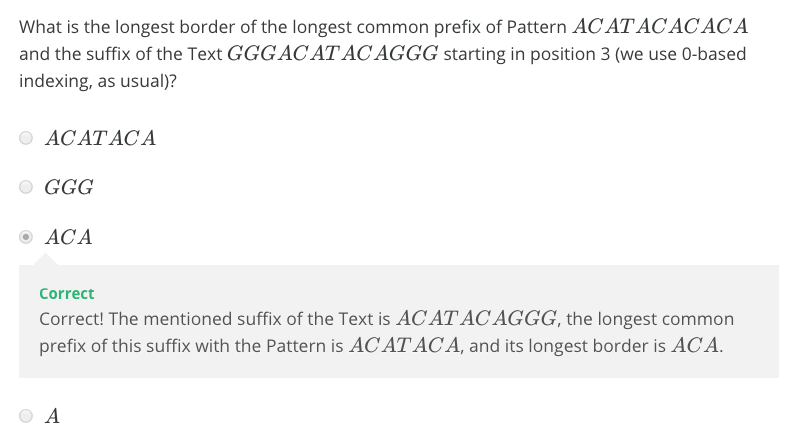 What is the longest border of the longest common prefix of Pattern ACATACACACA
and the suffix of the Text GGGACATACAGGG starting in position 3 (we use 0-based
indexing, as usual)?
ACATACA
GGG
ACA
Correct
Correct! The mentioned suffix of the Text is ACATACAGGG, the longest common
prefix of this suffix with the Pattern is ACATACA, and its longest border is ACA.
A